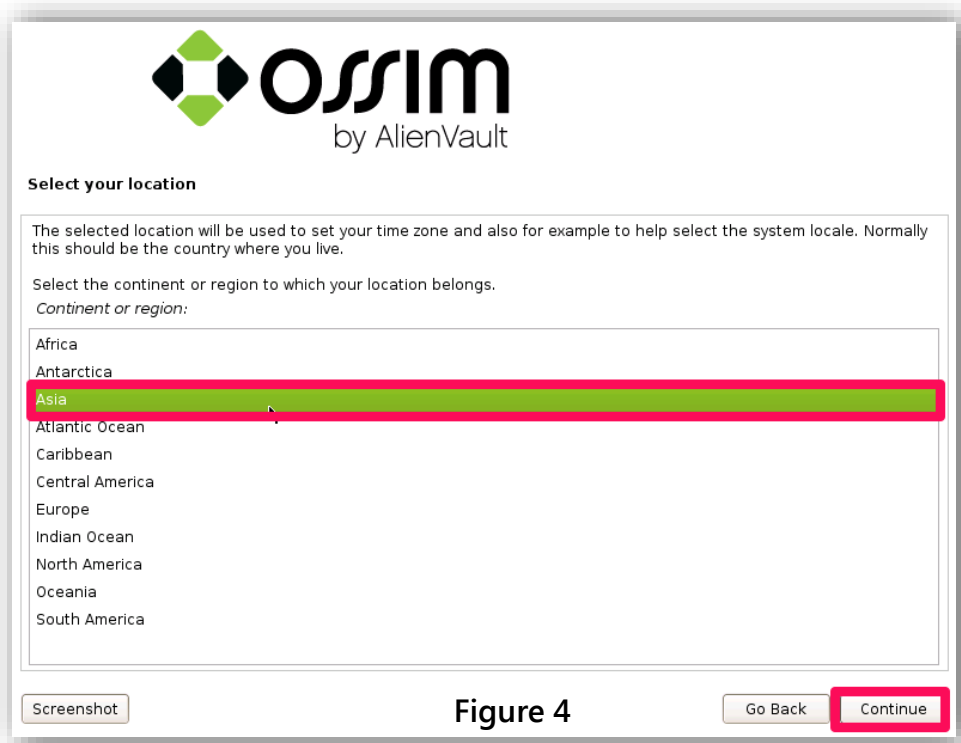 OSSIM
by AlienVault
Select your location
The selected location will be used to set your time zone and also for example to help select the system locale. Normally
this should be the country where you live.
Select the continent or region to which your location belongs.
Continent or region:
Africa
Antarctica
Asia
Atlantic Ocean
Caribbean
Central America
Europe
Indian Ocean
North America
Oceania
South America
Screenshot
Figure 4
Go Back
Continue